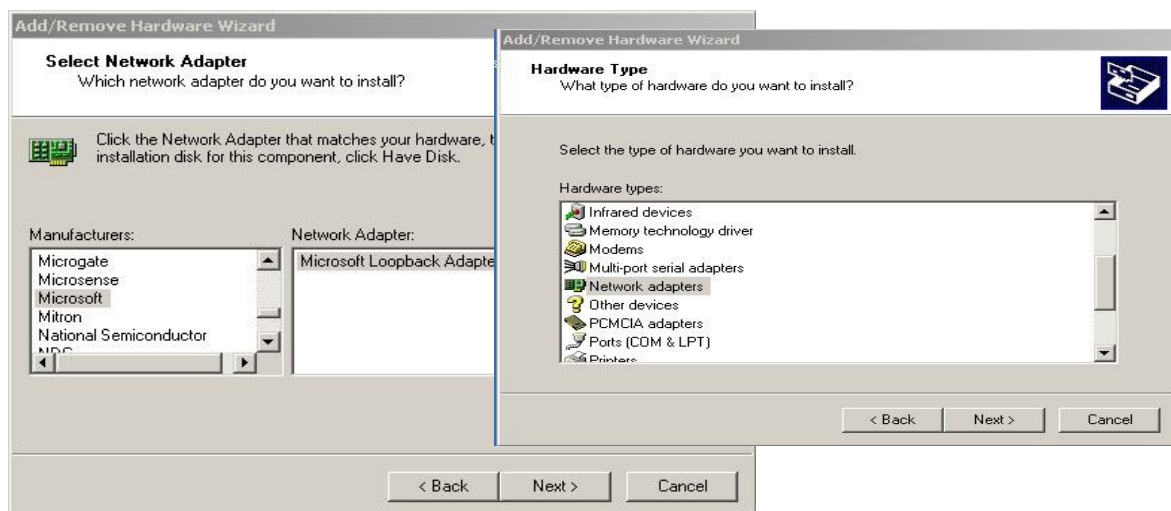 Add/Remove Hardware Wizard
Select Network Adapter
Which network adapter do you want to install?
Click the Network Adapter that matches your hardware,
installation disk for this component, click Have Disk.
Manufacturers:
Microgate
Microsense
Microsoft
Mitron
National Semiconductor
Network Adapter:
Microsoft Loopback Adapte
< Back
Next >
Cancel
Add/Remove Hardware Wizard
Hardware Type
What type of hardware do you want to install?
Select the type of hardware you want to install.
Hardware types:
Infrared devices
Memory technology driver
Modems
Multi-port serial adapters
Network adapters
Other devices
PCMCIA adapters
Ports (COM & LPT)
Printers
< Back
Next >
Cancel